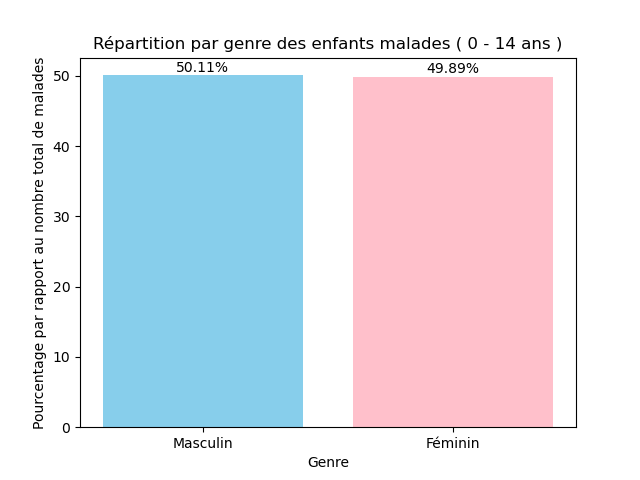 Répartition par genre des enfants malades ( 0 - 14 ans )
Pourcentage par rapport au nombre total de malades
50
40
30
20
10
0
50.11%
49.89%
Masculin
Féminin
Genre